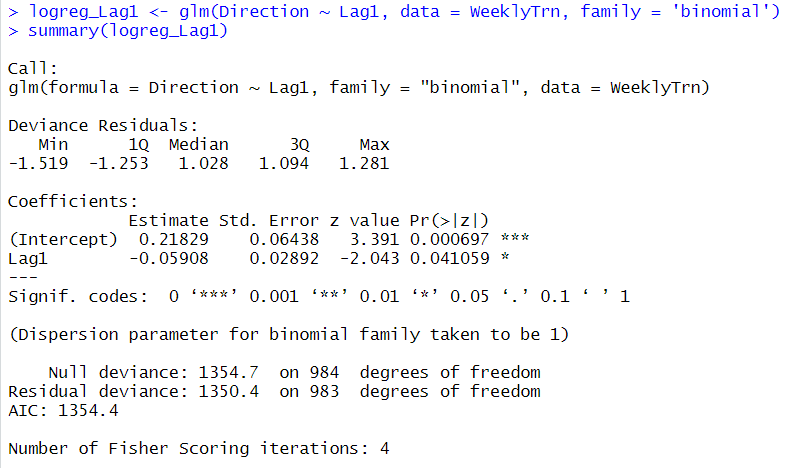 > logreg_Lag1 <- glm(Direction ~ Lag1, data = WeeklyTrn, family = 'binomial')
> summary(logreg_Lag1)
Call:
glm(formula = Direction ~ Lag1, family = "binomial", data = WeeklyTrn)
Deviance Residuals:
   Min      1Q  Median      3Q     Max
-1.519  -1.253   1.028   1.094   1.281
Coefficients:
            Estimate Std. Error z value Pr(>|z|)
(Intercept)  0.21829    0.06438   3.391 0.000697 ***
Lag1        -0.05908    0.02892  -2.043 0.041059 *
---
Signif. codes:  0 ‘***’ 0.001 ‘**’ 0.01 ‘*’ 0.05 ‘.’ 0.1 ‘ ’ 1
(Dispersion parameter for binomial family taken to be 1)
    Null deviance: 1354.7  on 984  degrees of freedom
Residual deviance: 1350.4  on 983  degrees of freedom
AIC: 1354.4
Number of Fisher Scoring iterations: 4